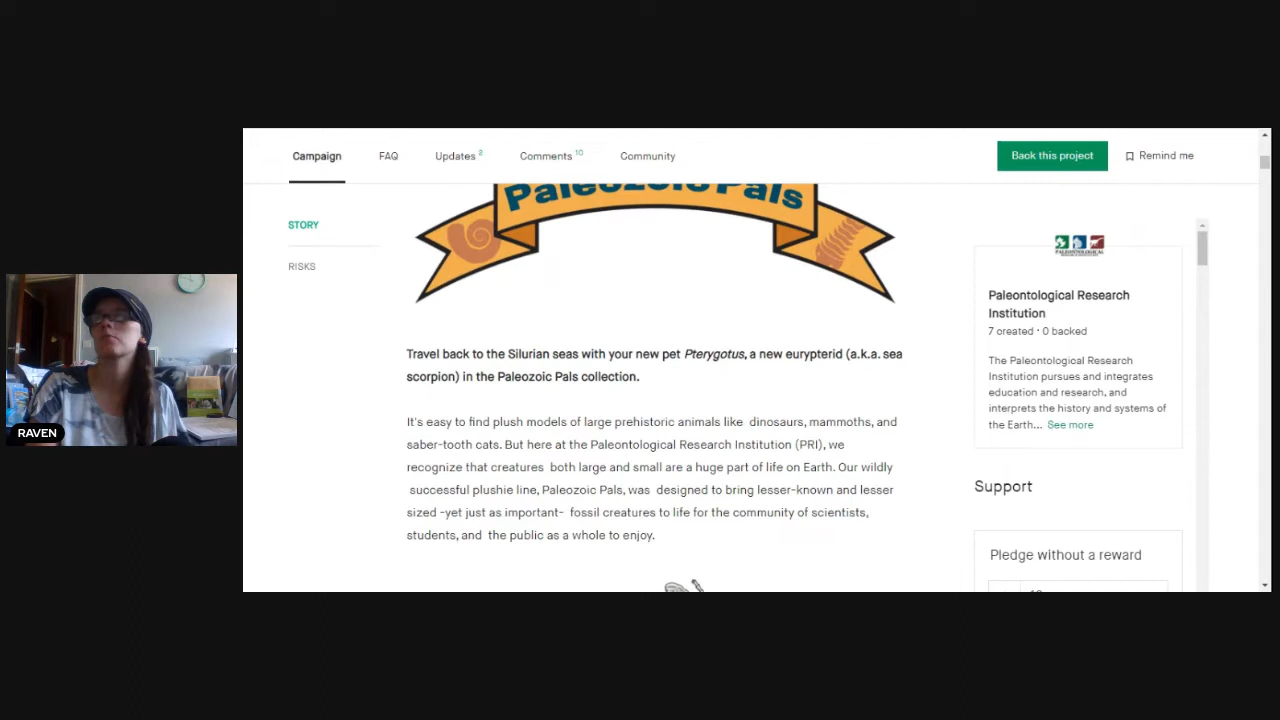 Campaign
FAQ
Updates 2
Comments 10
Community
Back this project
Remind me
Paleozoic Pals
STORY
RISKS
PALEONTOLOGICAL
Paleontological Research
Institution
7 created · 0 backed
The Paleontological Research
Institution pursues and integrates
education and research, and
interprets the history and systems of
the Earth... See more
Travel back to the Silurian seas with your new pet Pterygotus, a new eurypterid (a.k.a. sea
scorpion) in the Paleozoic Pals collection.
It's easy to find plush models of large prehistoric animals like dinosaurs, mammoths, and
saber-tooth cats. But here at the Paleontological Research Institution (PRI), we
recognize that creatures both large and small are a huge part of life on Earth. Our wildly
successful plushie line, Paleozoic Pals, was designed to bring lesser-known and lesser
sized -yet just as important- fossil creatures to life for the community of scientists,
students, and the public as a whole to enjoy.
Support
Pledge without a reward
RAVEN